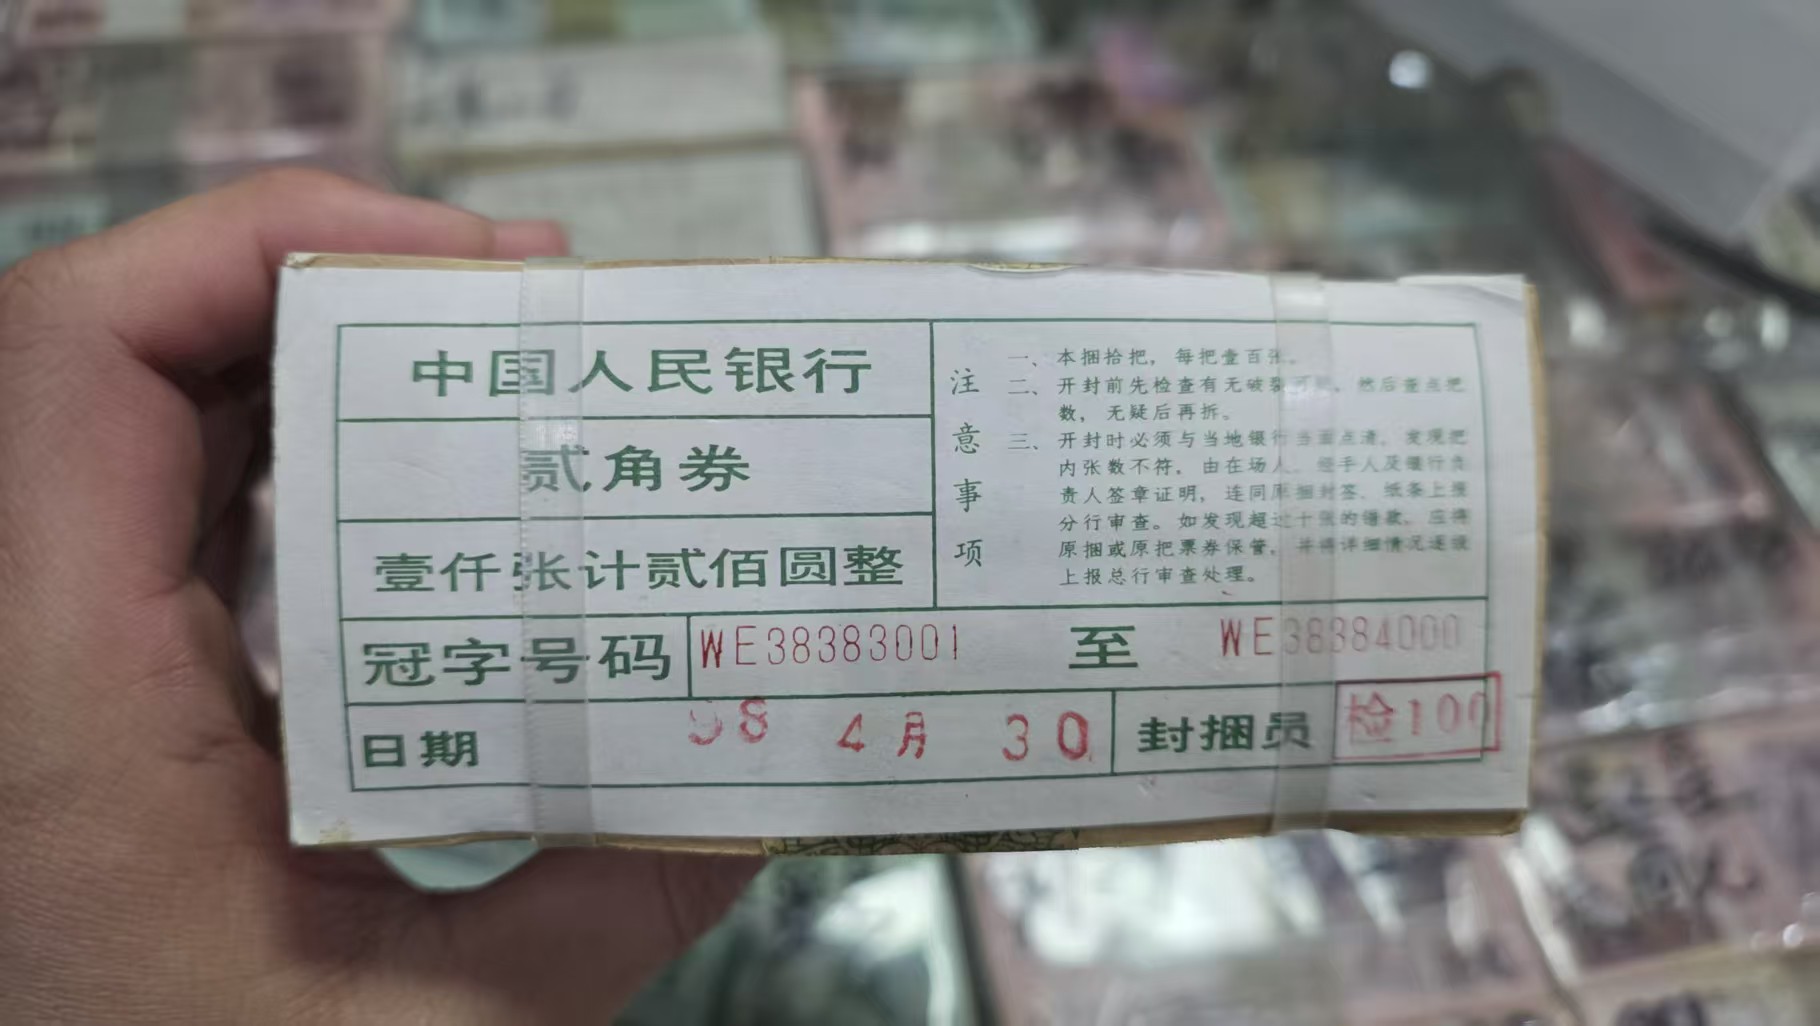 中国人民银行
贰角券
壹仟张计贰佰圆整
注意事项
一、本捆拾把，每把壹百张。
二、开封前先检查有无破裂可疑，然后查点把
数，无疑后再拆。
三、开封时必须与当地银行当面点清，发现把
内张数不符，由在场人、经手人及银行负
责人签章证明，连同原捆封签、纸条上报
分行审查。如发现超过十张的错款，应将
原捆或原把票券保管，并将详细情况逐级
上报总行审查处理。
冠字号码 WE38383001 至 WE38384000
日期 98 4月 30 封捆员 检100